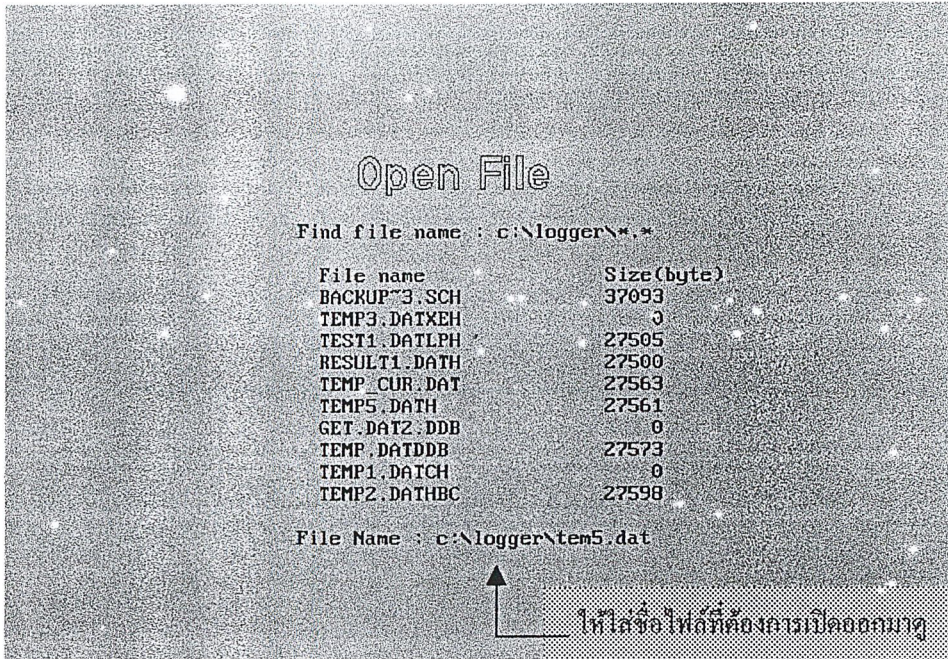 Open File
Find file name : c:\logger\*.*
File name Size(byte)
BACKUP~3.SCH 37093
TEMP3.DATXEH 0
TEST1.DATLPH 27505
RESULT1.DATH 27500
TEMP_CUR.DAT 27563
TEMP5.DATH 27561
GET.DAT2.DDB 0
TEMP.DATDDB 27573
TEMP1.DATCH 0
TEMP2.DATHBC 27598
File Name : c:\logger\tem5.dat
ให้ใส่ชื่อไฟล์ที่ต้องการเปิดออกมาดู